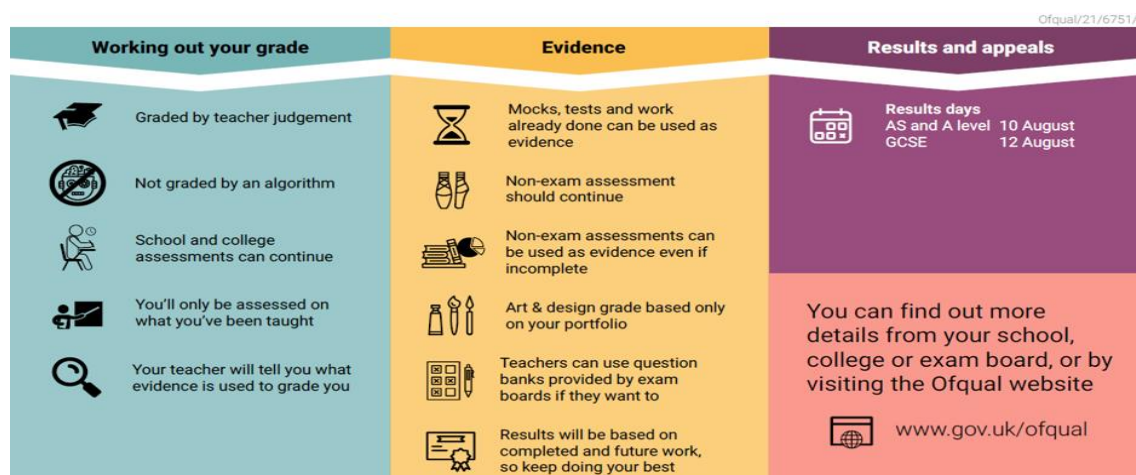 Ofqual/21/6751/
Working out your grade
Graded by teacher judgement
Not graded by an algorithm
School and college
assessments can continue
You'll only be assessed on
what you've been taught
Your teacher will tell you what
evidence is used to grade you
Evidence
Mocks, tests and work
already done can be used as
evidence
Non-exam assessment
should continue
Non-exam assessments can
be used as evidence even if
incomplete
Art & design grade based only
on your portfolio
Teachers can use question
banks provided by exam
boards if they want to
Results will be based on
completed and future work,
so keep doing your best
Results and appeals
Results days
AS and A level 10 August
GCSE 12 August
You can find out more
details from your school,
college or exam board, or by
visiting the Ofqual website
www.gov.uk/ofqual